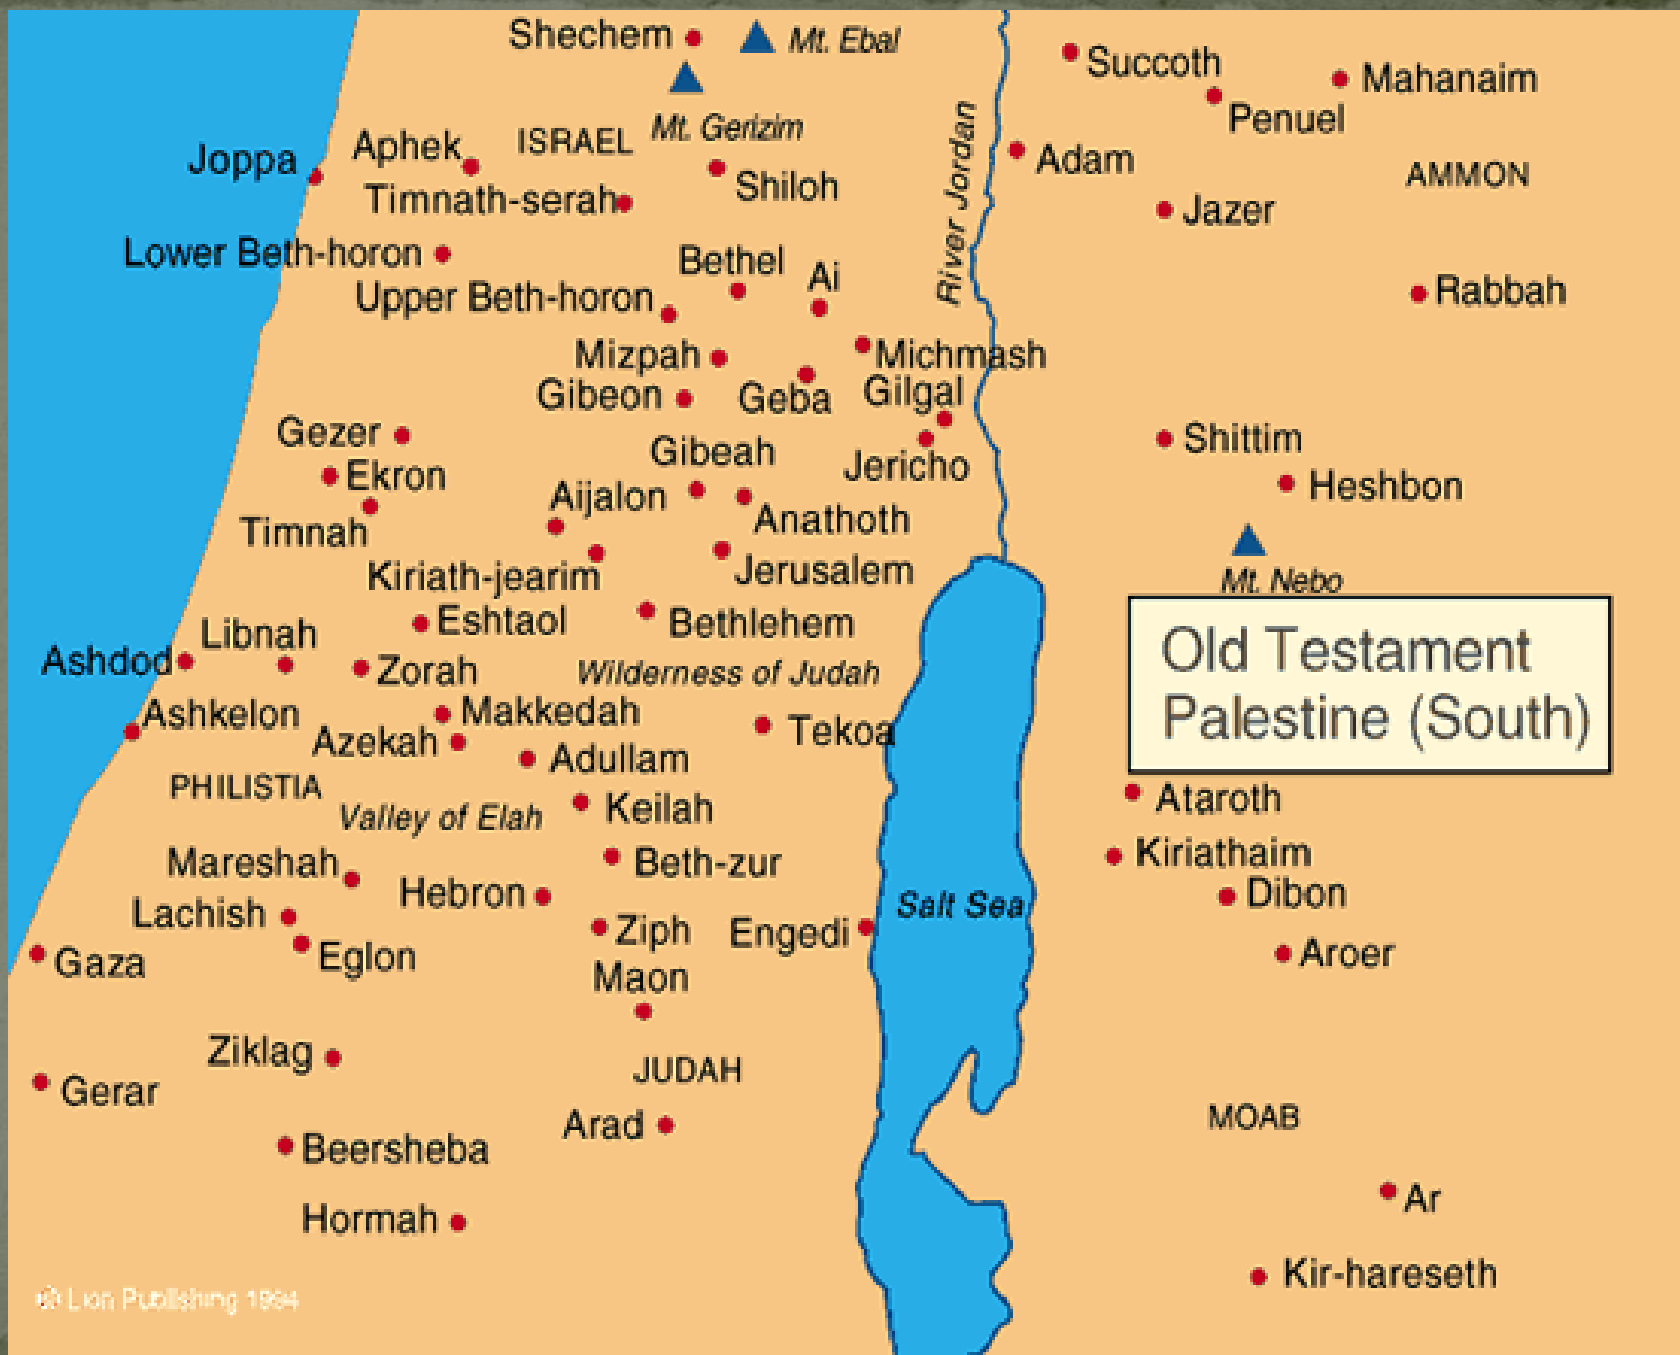 Shechem
Mt. Ebal
Succoth
Mahanaim
Penuel
Mt. Gerizim
ISRAEL
Aphek
Joppa
River Jordan
Adam
AMMON
Timnath-serah
Shiloh
Jazer
Lower Beth-horon
Bethel
Ai
Upper Beth-horon
Rabbah
Mizpah
Michmash
Gibeon
Geba
Gilgal
Gezer
Shittim
Gibeah
Jericho
Ekron
Heshbon
Aijalon
Anathoth
Timnah
Kiriath-jearim
Jerusalem
Mt. Nebo
Eshtaol
Bethlehem
Libnah
Ashdod
Zorah
Wilderness of Judah
Old Testament
Palestine (South)
Ashkelon
Makkedah
Tekoa
Azekah
Adullam
PHILISTIA
Valley of Elah
Keilah
Ataroth
Mareshah
Beth-zur
Kiriathaim
Hebron
Dibon
Lachish
Salt Sea
Ziph
Engedi
Eglon
Aroer
Gaza
Maon
Ziklag
JUDAH
Gerar
Arad
MOAB
Beersheba
Ar
Hormah
Kir-hareseth
© Lion Publishing 1994